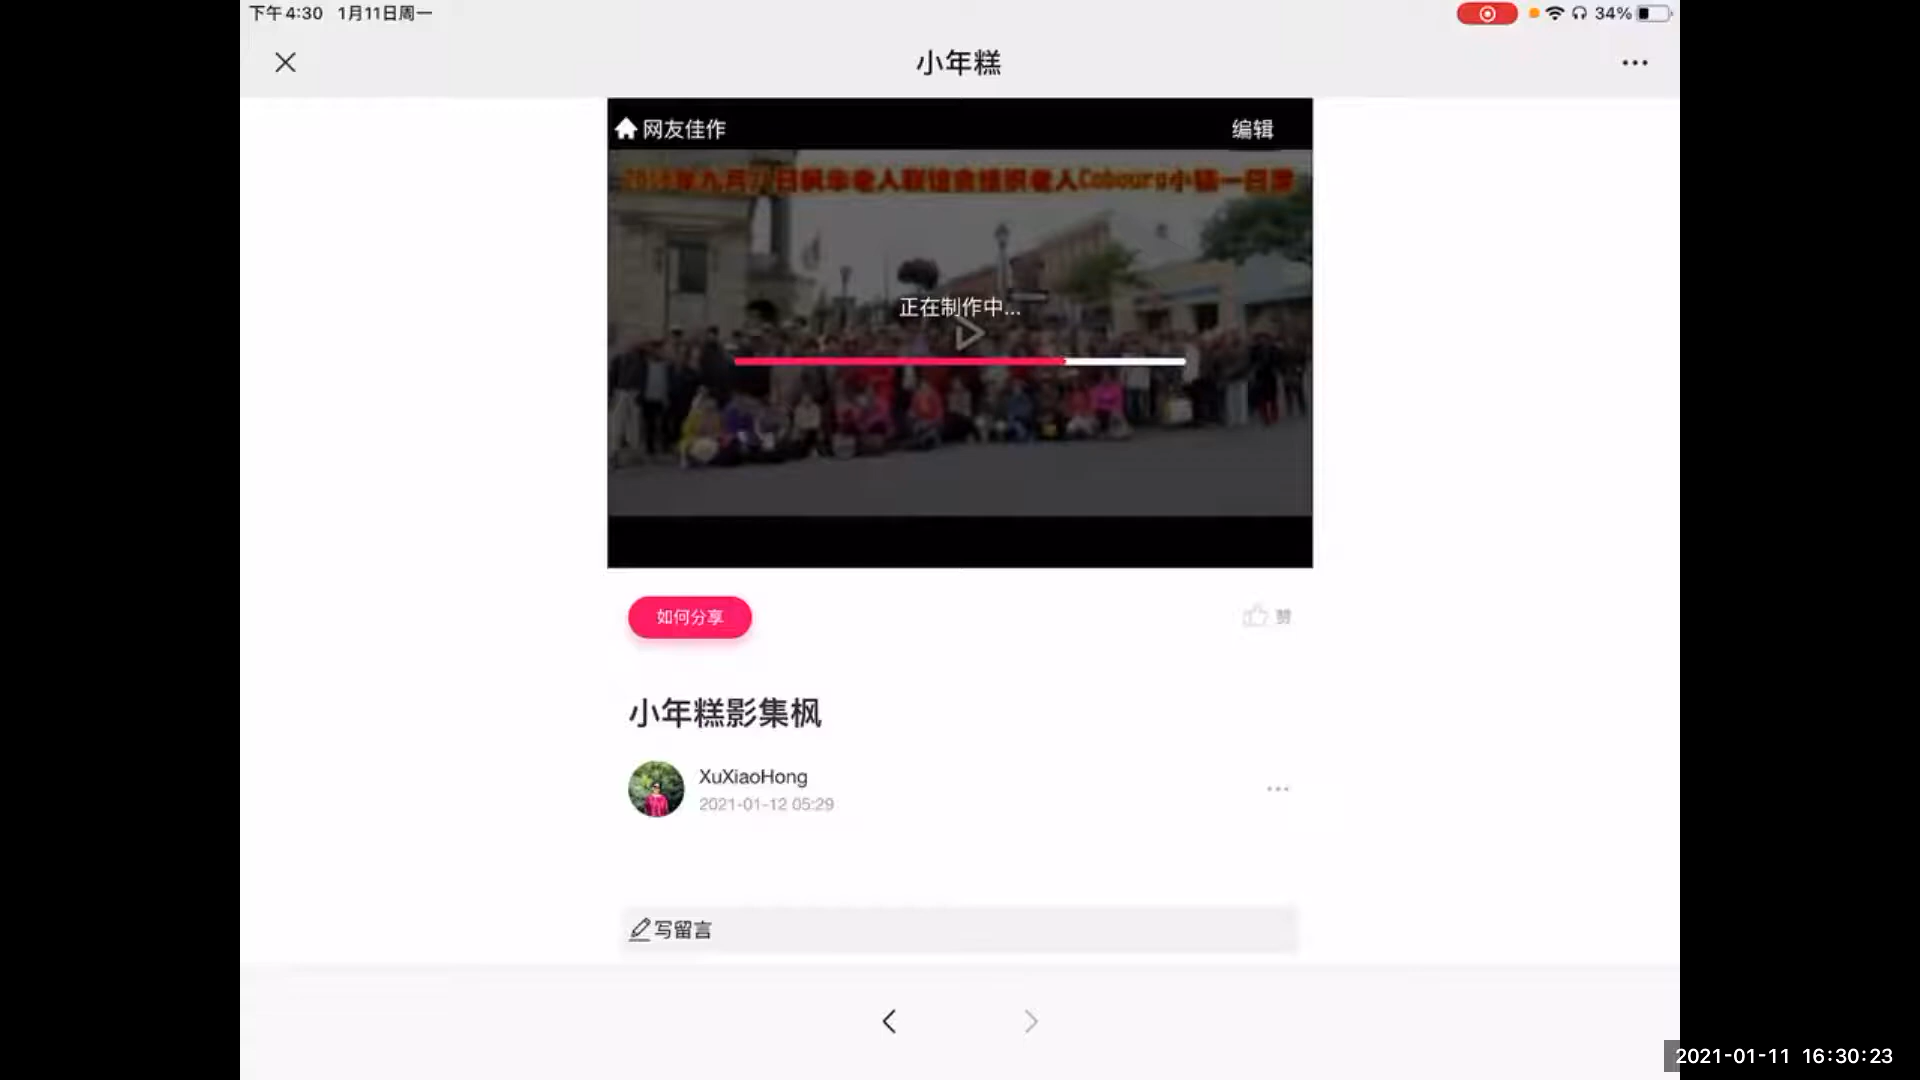 下午4:30 1月11日周一
34%
小年糕
网友佳作
编辑
正在制作中...
如何分享
赞
小年糕影集枫
XuXiaoHong
2021-01-12 05:29
写留言
2021-01-11 16:30:23